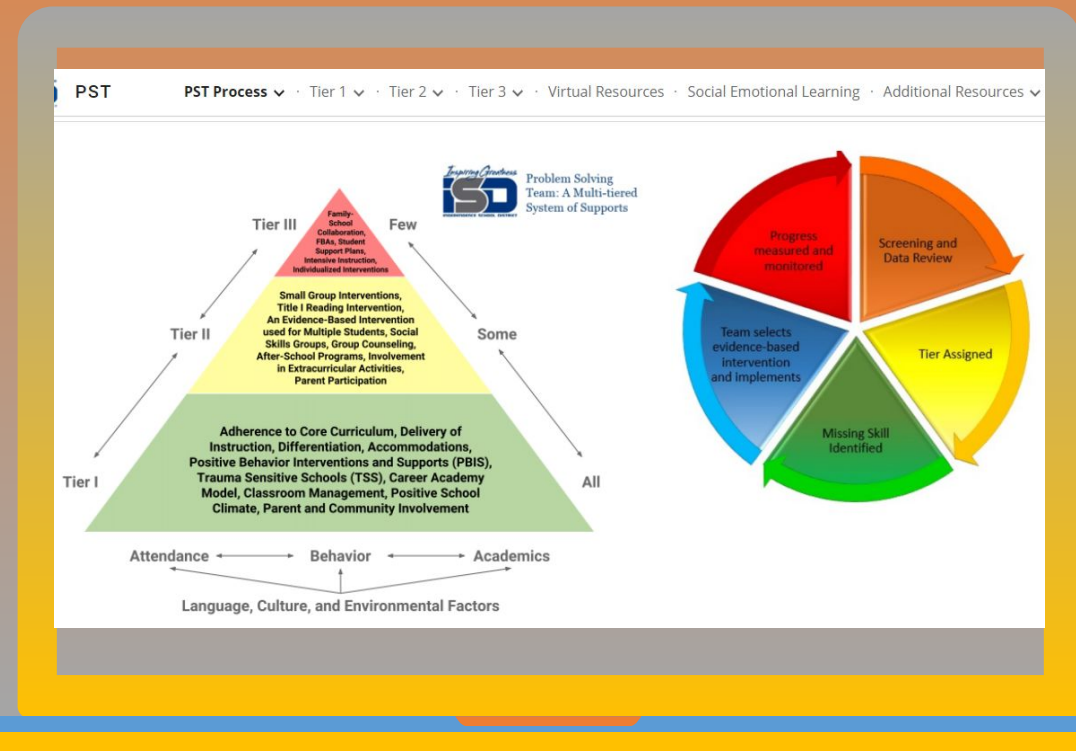 PST
PST Process · Tier 1 · Tier 2 · Tier 3 · Virtual Resources · Social Emotional Learning · Additional Resources
Inspiring Greatness
ISD
INDEPENDENCE SCHOOL DISTRICT
Problem Solving
Team: A Multi-tiered
System of Supports
Tier III
Few
Family-
School
Collaboration,
FBAs, Student
Support Plans,
Intensive Instruction,
Individualized Interventions
Tier II
Some
Small Group Interventions,
Title I Reading Intervention,
An Evidence-Based Intervention
used for Multiple Students, Social
Skills Groups, Group Counseling,
After-School Programs, Involvement
in Extracurricular Activities,
Parent Participation
Tier I
All
Adherence to Core Curriculum, Delivery of
Instruction, Differentiation, Accommodations,
Positive Behavior Interventions and Supports (PBIS),
Trauma Sensitive Schools (TSS), Career Academy
Model, Classroom Management, Positive School
Climate, Parent and Community Involvement
Attendance Behavior Academics
Language, Culture, and Environmental Factors
Screening and
Data Review
Tier Assigned
Missing Skill
Identified
Team selects
evidence-based
intervention
and implements
Progress
measured and
monitored